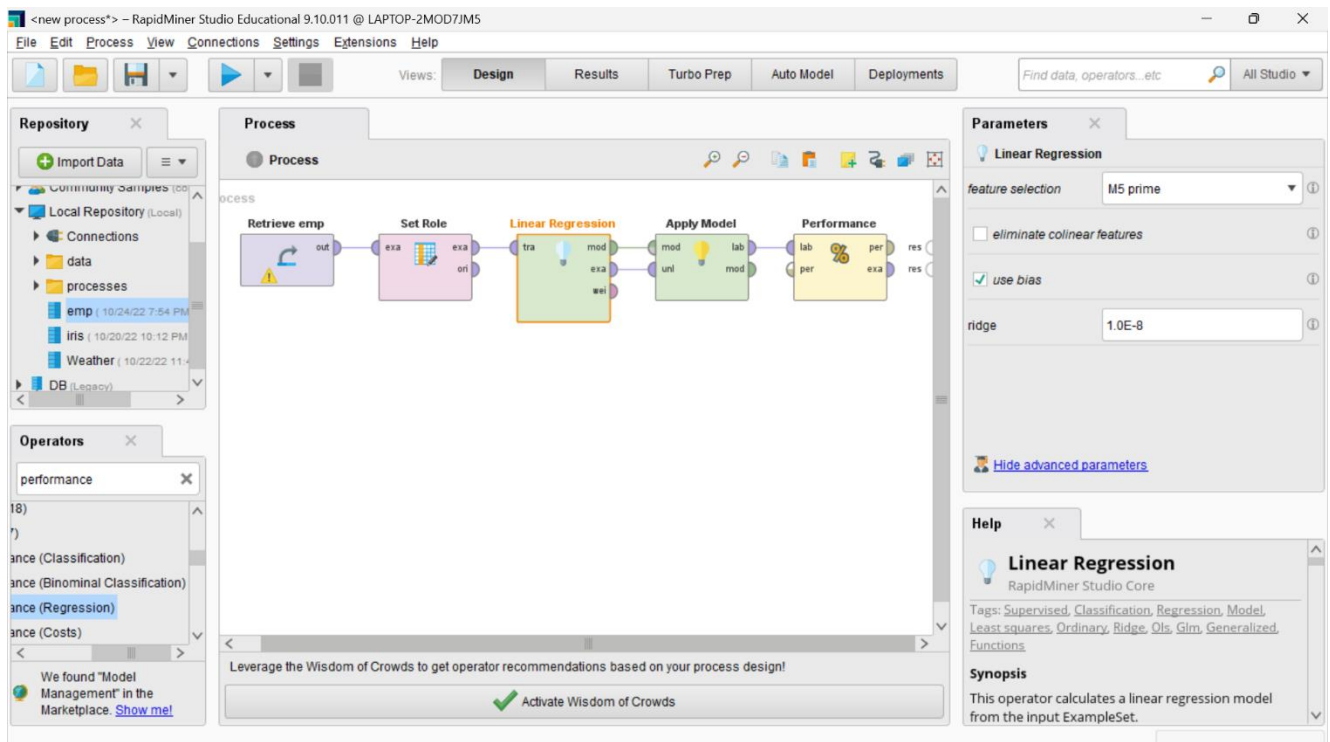 <new process*> – RapidMiner Studio Educational 9.10.011 @ LAPTOP-2MOD7JM5
File Edit Process View Connections Settings Extensions Help
Views: Design Results Turbo Prep Auto Model Deployments
Find data, operators...etc
All Studio
Repository
Import Data
Community Samples
Local Repository (Local)
Connections
data
processes
emp ( 10/24/22 7:54 PM
iris ( 10/20/22 10:12 PM
Weather ( 10/22/22 11:
DB (Legacy)
Operators
performance
18)
ance (Classification)
ance (Binominal Classification)
ance (Regression)
ance (Costs)
We found "Model
Management" in the
Marketplace. Show me!
Process
Process
ocess
Retrieve emp Set Role Linear Regression Apply Model Performance
out exa exa tra mod mod lab lab per res
ori exa unl mod per exa res
wei
Leverage the Wisdom of Crowds to get operator recommendations based on your process design!
Activate Wisdom of Crowds
Parameters
Linear Regression
feature selection M5 prime
eliminate colinear features
use bias
ridge 1.0E-8
Hide advanced parameters
Help
Linear Regression
RapidMiner Studio Core
Tags: Supervised, Classification, Regression, Model,
Least squares, Ordinary, Ridge, Ols, Glm, Generalized,
Functions
Synopsis
This operator calculates a linear regression model
from the input ExampleSet.